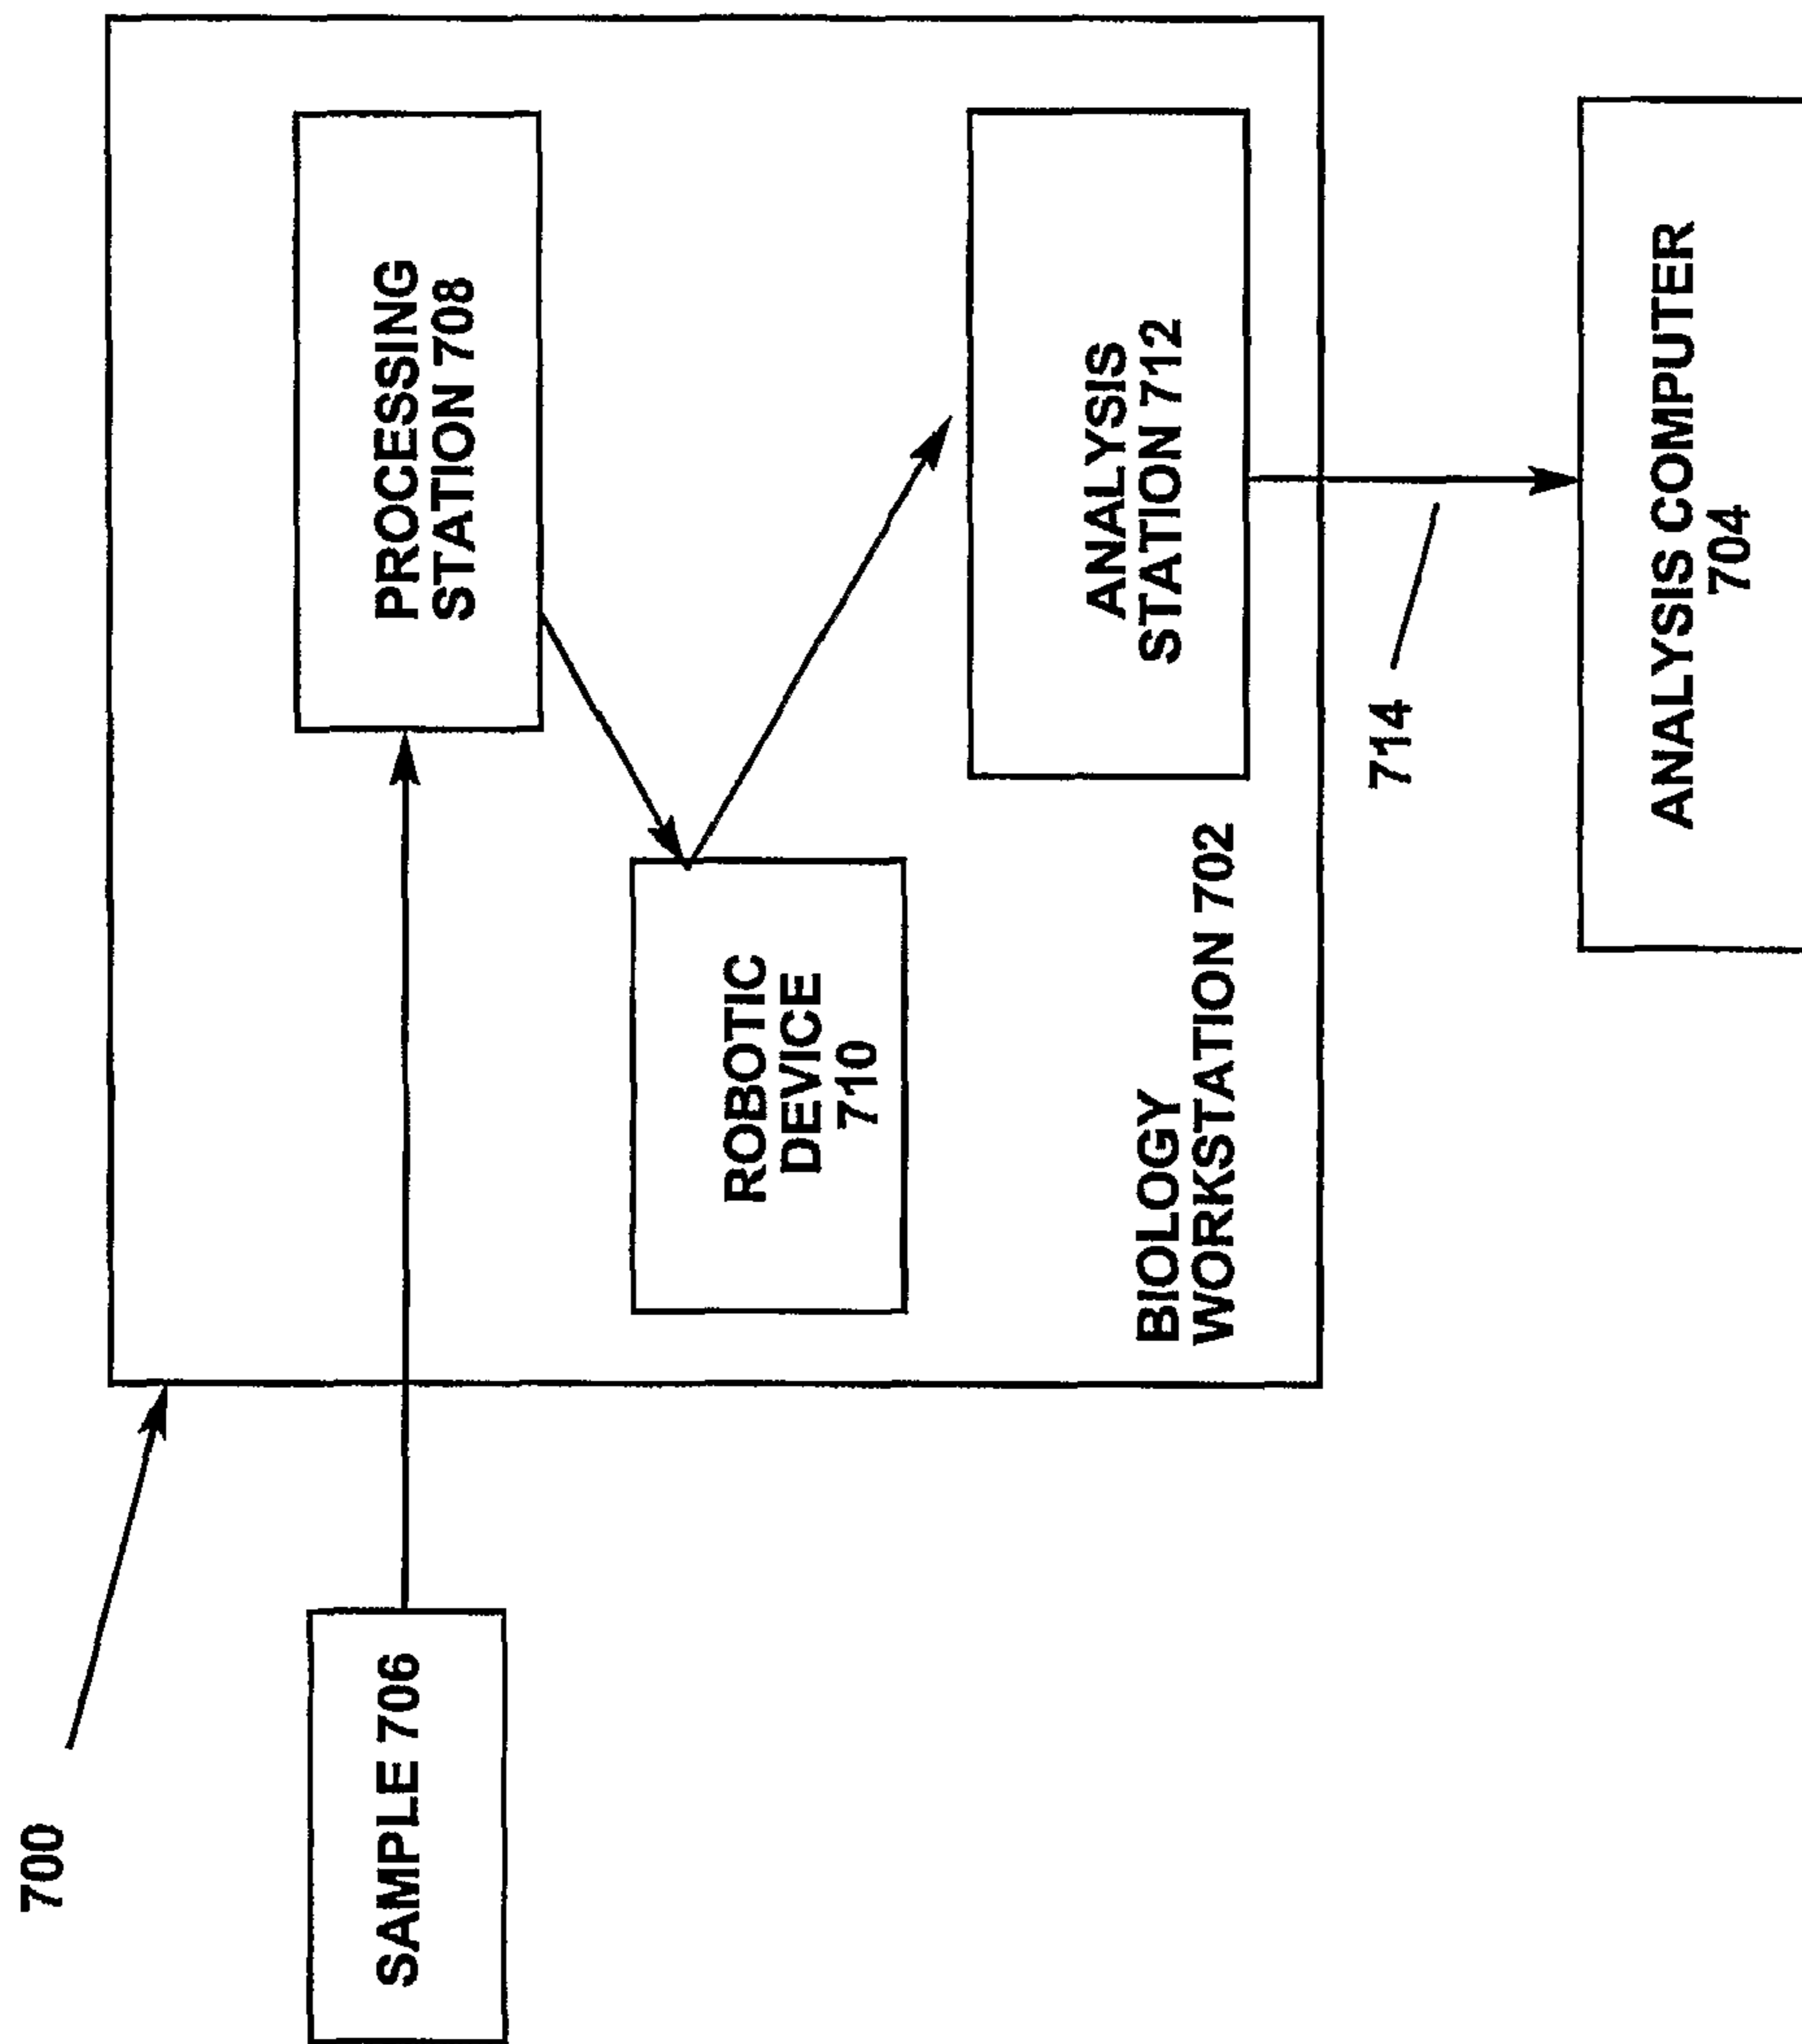 700
SAMPLE 706
PROCESSING
STATION 708
ROBOTIC
DEVICE
710
ANALYSIS
STATION 712
BIOLOGY
WORKSTATION 702
714
ANALYSIS COMPUTER
704